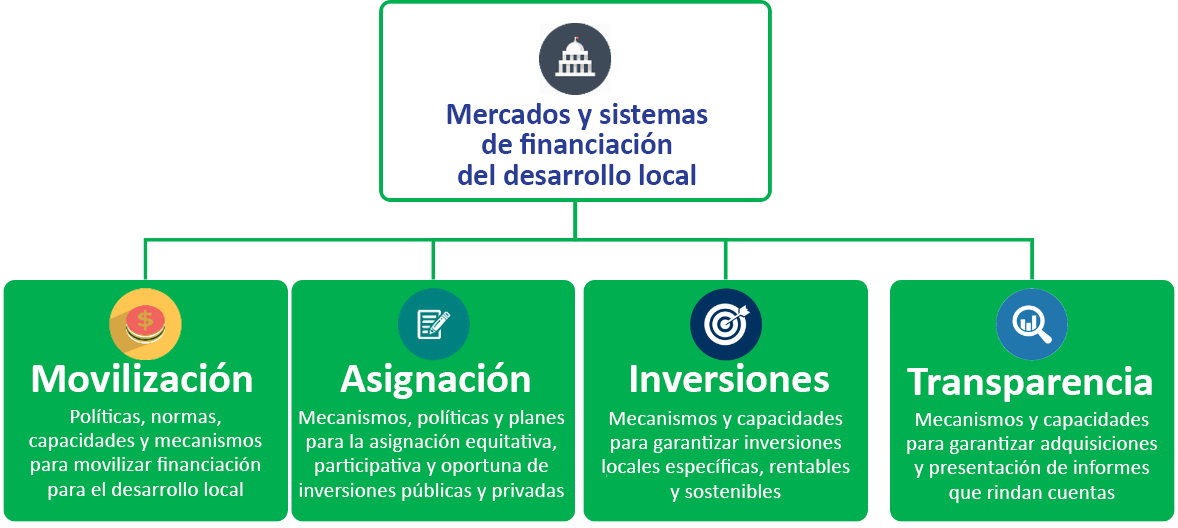 Mercados y sistemas
de financiación
del desarrollo local
$
Movilización
Políticas, normas,
capacidades y mecanismos
para movilizar financiación
para el desarrollo local
Asignación
Mecanismos, políticas y planes
para la asignación equitativa,
participativa y oportuna de
inversiones públicas y privadas
Inversiones
Mecanismos y capacidades
para garantizar inversiones
locales específicas, rentables
y sostenibles
Transparencia
Mecanismos y capacidades
para garantizar adquisiciones
y presentación de informes
que rindan cuentas